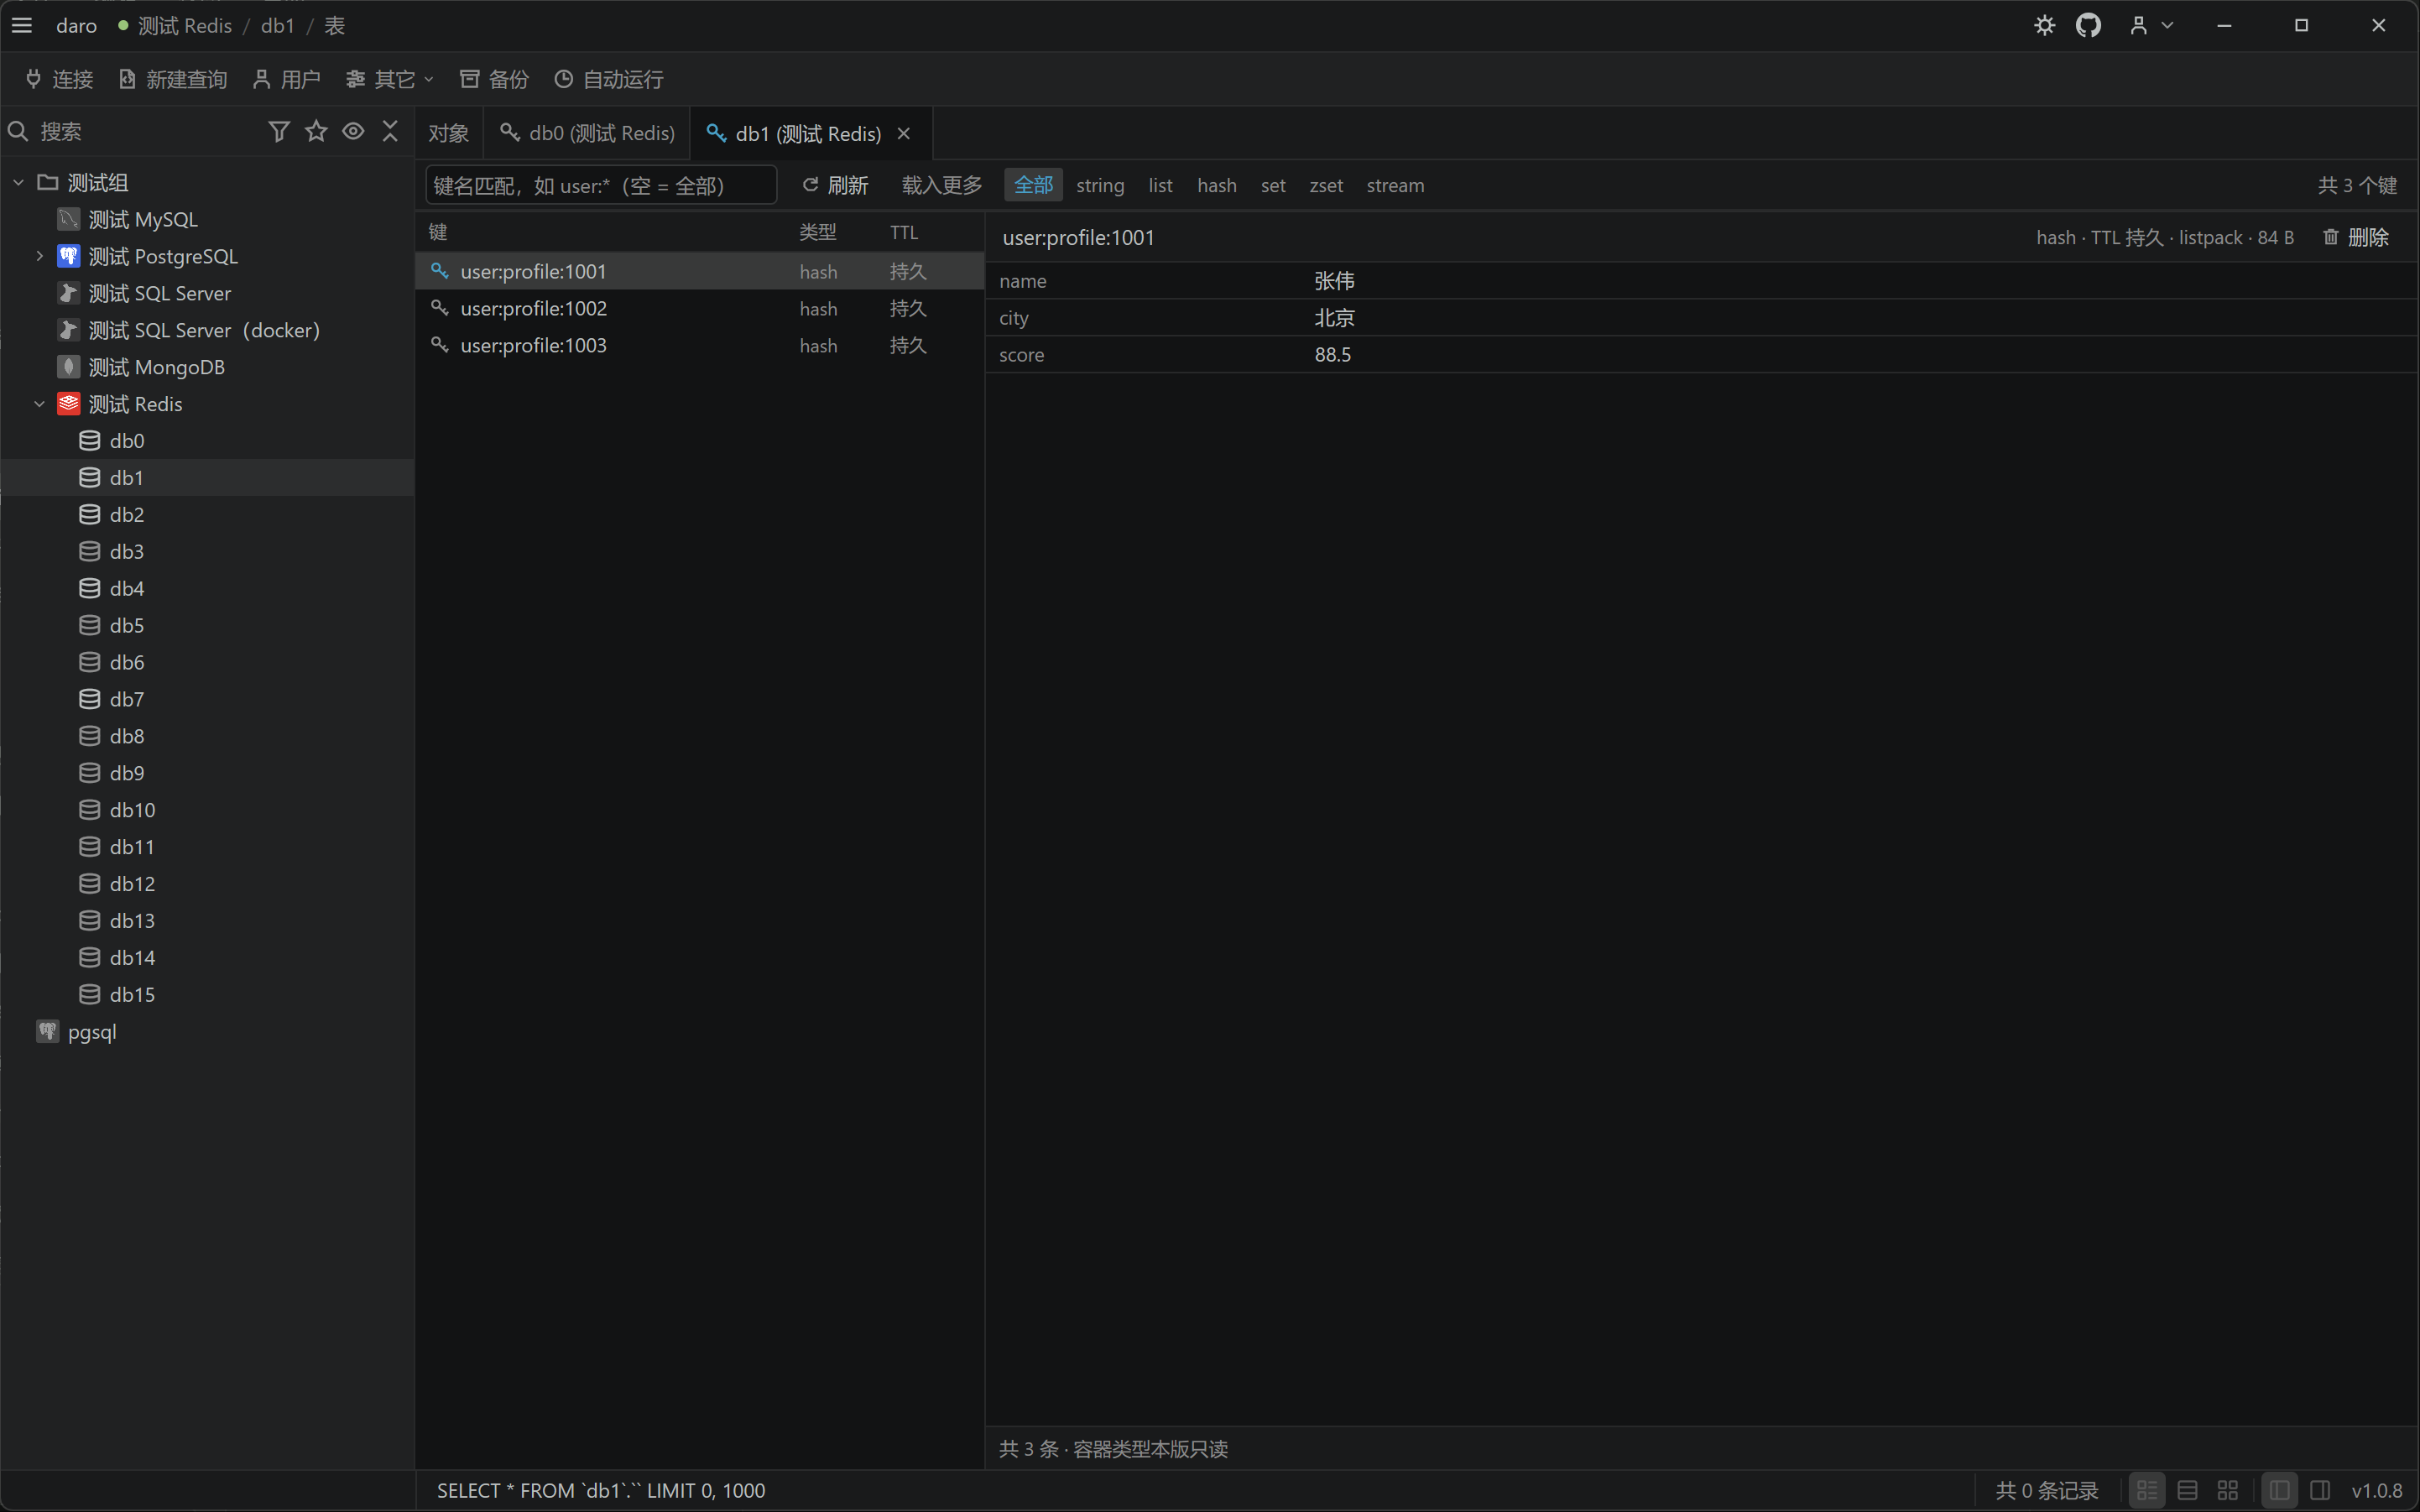 daro 测试 Redis / db1 / 表
连接 新建查询 用户 其它 备份 自动运行
搜索
测试组
测试 MySQL
测试 PostgreSQL
测试 SQL Server
测试 SQL Server（docker）
测试 MongoDB
测试 Redis
db0
db1
db2
db3
db4
db5
db6
db7
db8
db9
db10
db11
db12
db13
db14
db15
pgsql
对象 db0 (测试 Redis) db1 (测试 Redis)
键名匹配，如 user:*（空 = 全部） 刷新 载入更多 全部 string list hash set zset stream 共 3 个键
键 类型 TTL
user:profile:1001 hash 持久
user:profile:1002 hash 持久
user:profile:1003 hash 持久
user:profile:1001 hash · TTL 持久 · listpack · 84 B 删除
name 张伟
city 北京
score 88.5
共 3 条 · 容器类型本版只读
SELECT * FROM `db1`.`` LIMIT 0, 1000 共 0 条记录 v1.0.8